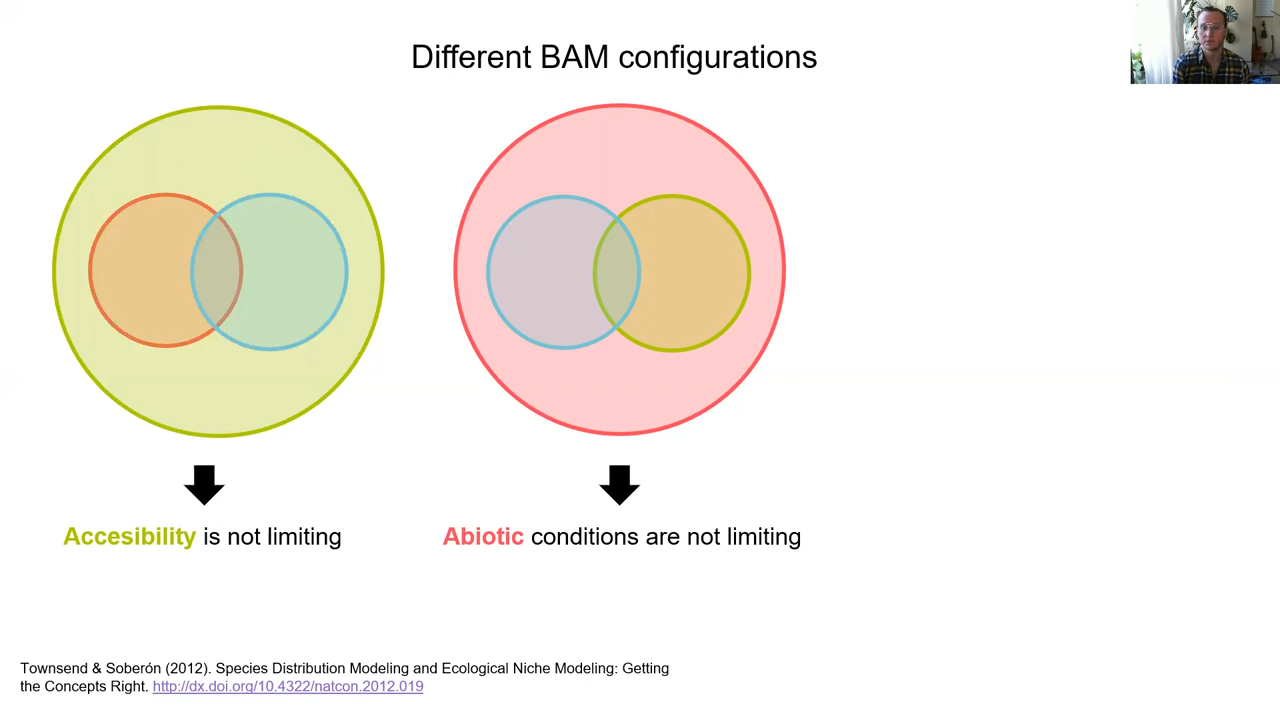 Different BAM configurations
Accesibility is not limiting
Abiotic conditions are not limiting
Townsend & Soberón (2012). Species Distribution Modeling and Ecological Niche Modeling: Getting
the Concepts Right. http://dx.doi.org/10.4322/natcon.2012.019